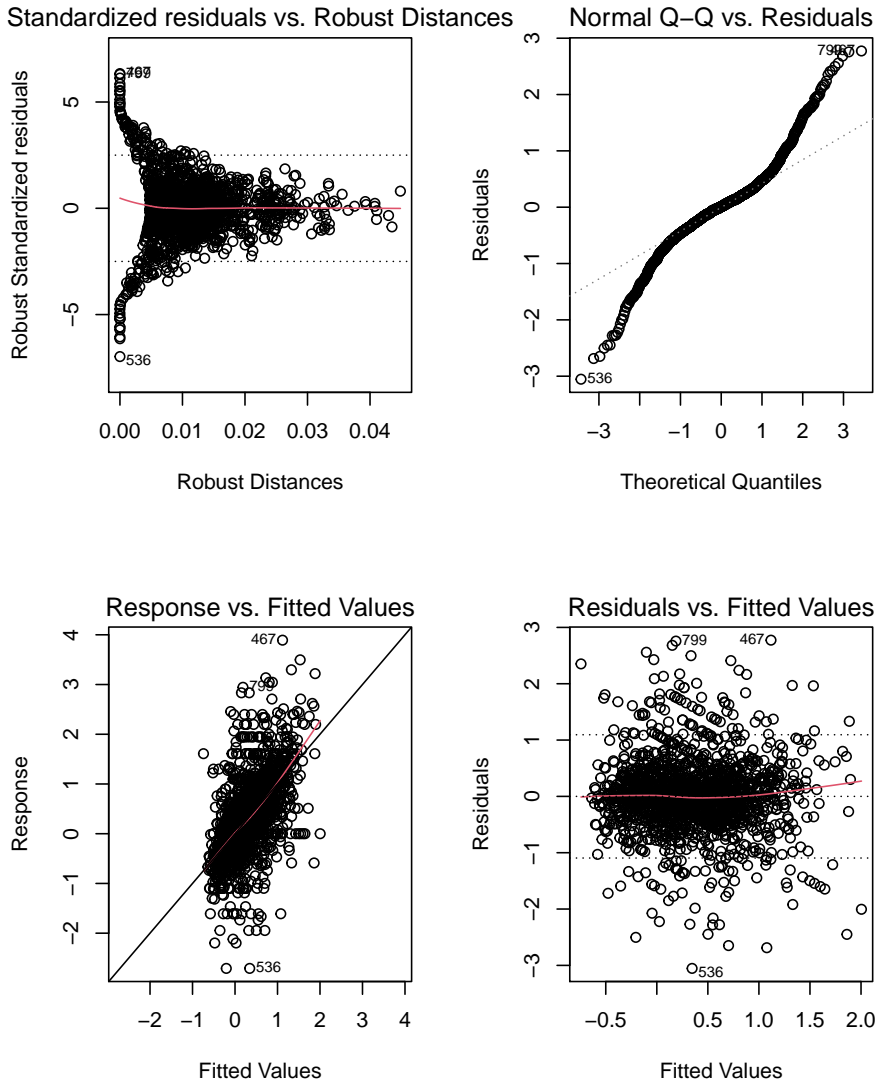 Standardized residuals vs. Robust Distances
Robust Standardized residuals
5
0
−5
536
0.00 0.01 0.02 0.03 0.04
Robust Distances
Normal Q−Q vs. Residuals
Residuals
3
2
1
0
−1
−2
−3
799
536
−3 −1 0 1 2 3
Theoretical Quantiles
Response vs. Fitted Values
Response
4
3
2
1
0
−1
−2
467
799
536
−2 −1 0 1 2 3 4
Fitted Values
Residuals vs. Fitted Values
Residuals
3
2
1
0
−1
−2
−3
799
467
536
−0.5 0.5 1.0 1.5 2.0
Fitted Values